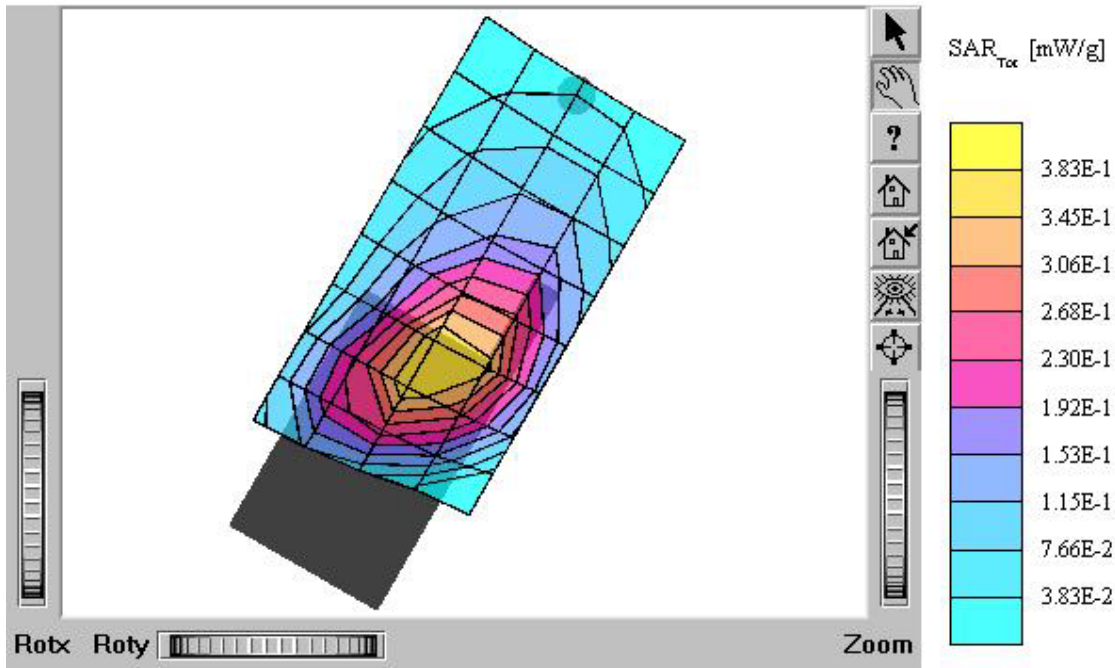 SAR_Tot [mW/g]
?
3.83E-1
3.45E-1
3.06E-1
2.68E-1
2.30E-1
1.92E-1
1.53E-1
1.15E-1
7.66E-2
3.83E-2
Rotx Roty Zoom